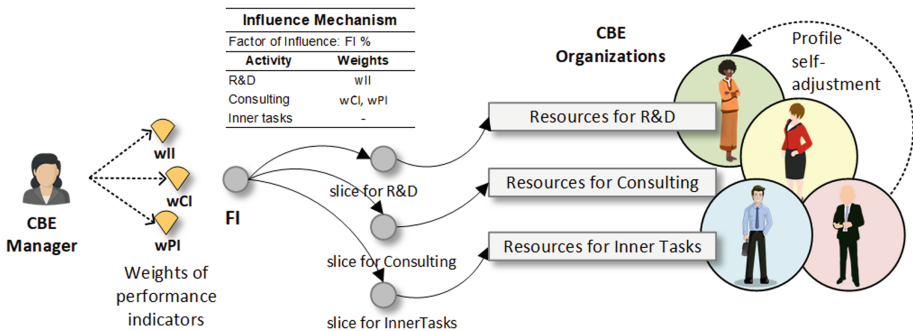 Influence Mechanism
Factor of Influence: FI %
Activity Weights
R&D wII
Consulting wCI, wPI
Inner tasks -
CBE
Manager
wII
wCI
wPI
Weights of
performance
indicators
FI
slice for R&D
slice for Consulting
slice for InnerTasks
CBE
Organizations
Resources for R&D
Resources for Consulting
Resources for Inner Tasks
Profile
self-
adjustment